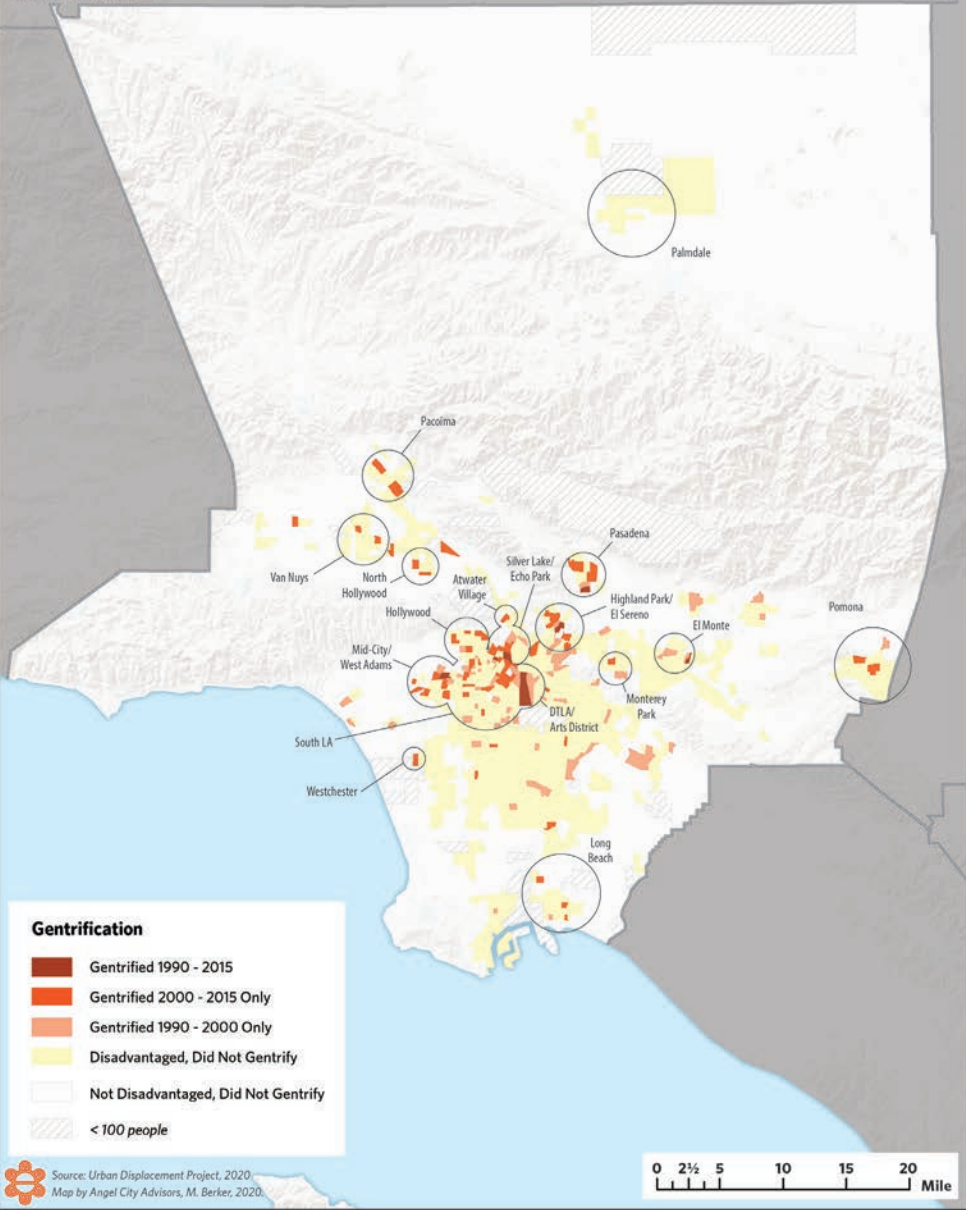 Palmdale
Pacoima
Pasadena
Silver Lake/
Echo Park
Van Nuys
North
Hollywood
Atwater
Village
Highland Park/
El Sereno
Hollywood
El Monte
Pomona
Mid-City/
West Adams
Monterey
Park
DTLA/
Arts District
South LA
Westchester
Long
Beach
Gentrification
Gentrified 1990 - 2015
Gentrified 2000 - 2015 Only
Gentrified 1990 - 2000 Only
Disadvantaged, Did Not Gentrify
Not Disadvantaged, Did Not Gentrify
< 100 people
Source: Urban Displacement Project, 2020
Map by Angel City Advisors, M. Berker, 2020.
0 2½ 5 10 15 20
Mile